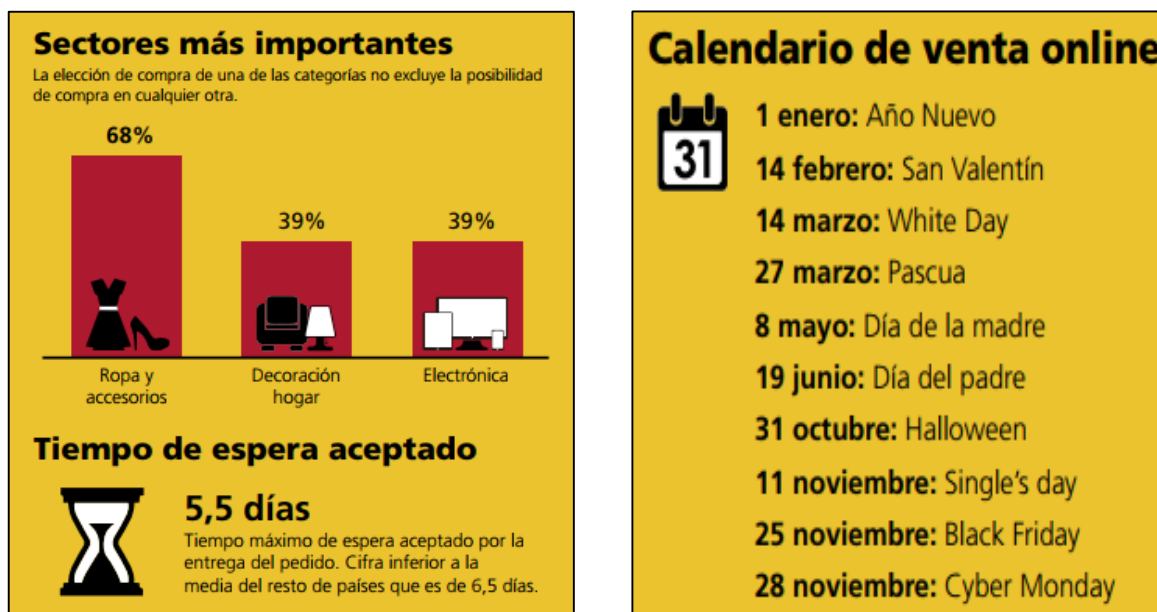 Sectores más importantes
La elección de compra de una de las categorías no excluye la posibilidad
de compra en cualquier otra.
68%
39%
39%
Ropa y
accesorios
Decoración
hogar
Electrónica
Tiempo de espera aceptado
5,5 días
Tiempo máximo de espera aceptado por la
entrega del pedido. Cifra inferior a la
media del resto de países que es de 6,5 días.
Calendario de venta online
31
1 enero: Año Nuevo
14 febrero: San Valentín
14 marzo: White Day
27 marzo: Pascua
8 mayo: Día de la madre
19 junio: Día del padre
31 octubre: Halloween
11 noviembre: Single's day
25 noviembre: Black Friday
28 noviembre: Cyber Monday